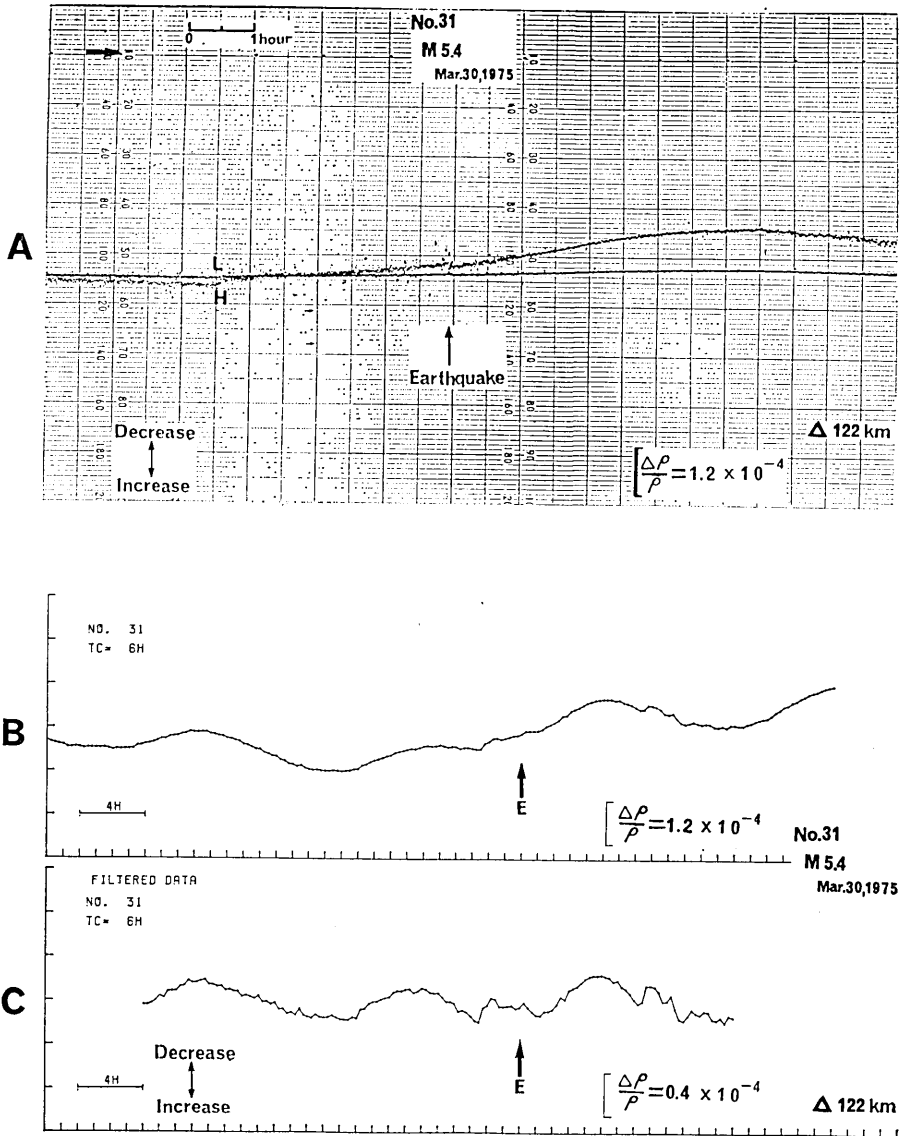 No.31
M 5.4
Mar.30,1975
0 1hour
A
L
H
Earthquake
Decrease
Increase
Δ 122 km
Δρ/ρ=1.2 × 10⁻⁴
NO. 31
TC= 6H
B
4H
E
Δρ/ρ=1.2 × 10⁻⁴
No.31
M 5.4
Mar.30,1975
FILTERED DATA
NO. 31
TC= 6H
C
Decrease
4H
Increase
E
Δρ/ρ=0.4 × 10⁻⁴
Δ 122 km